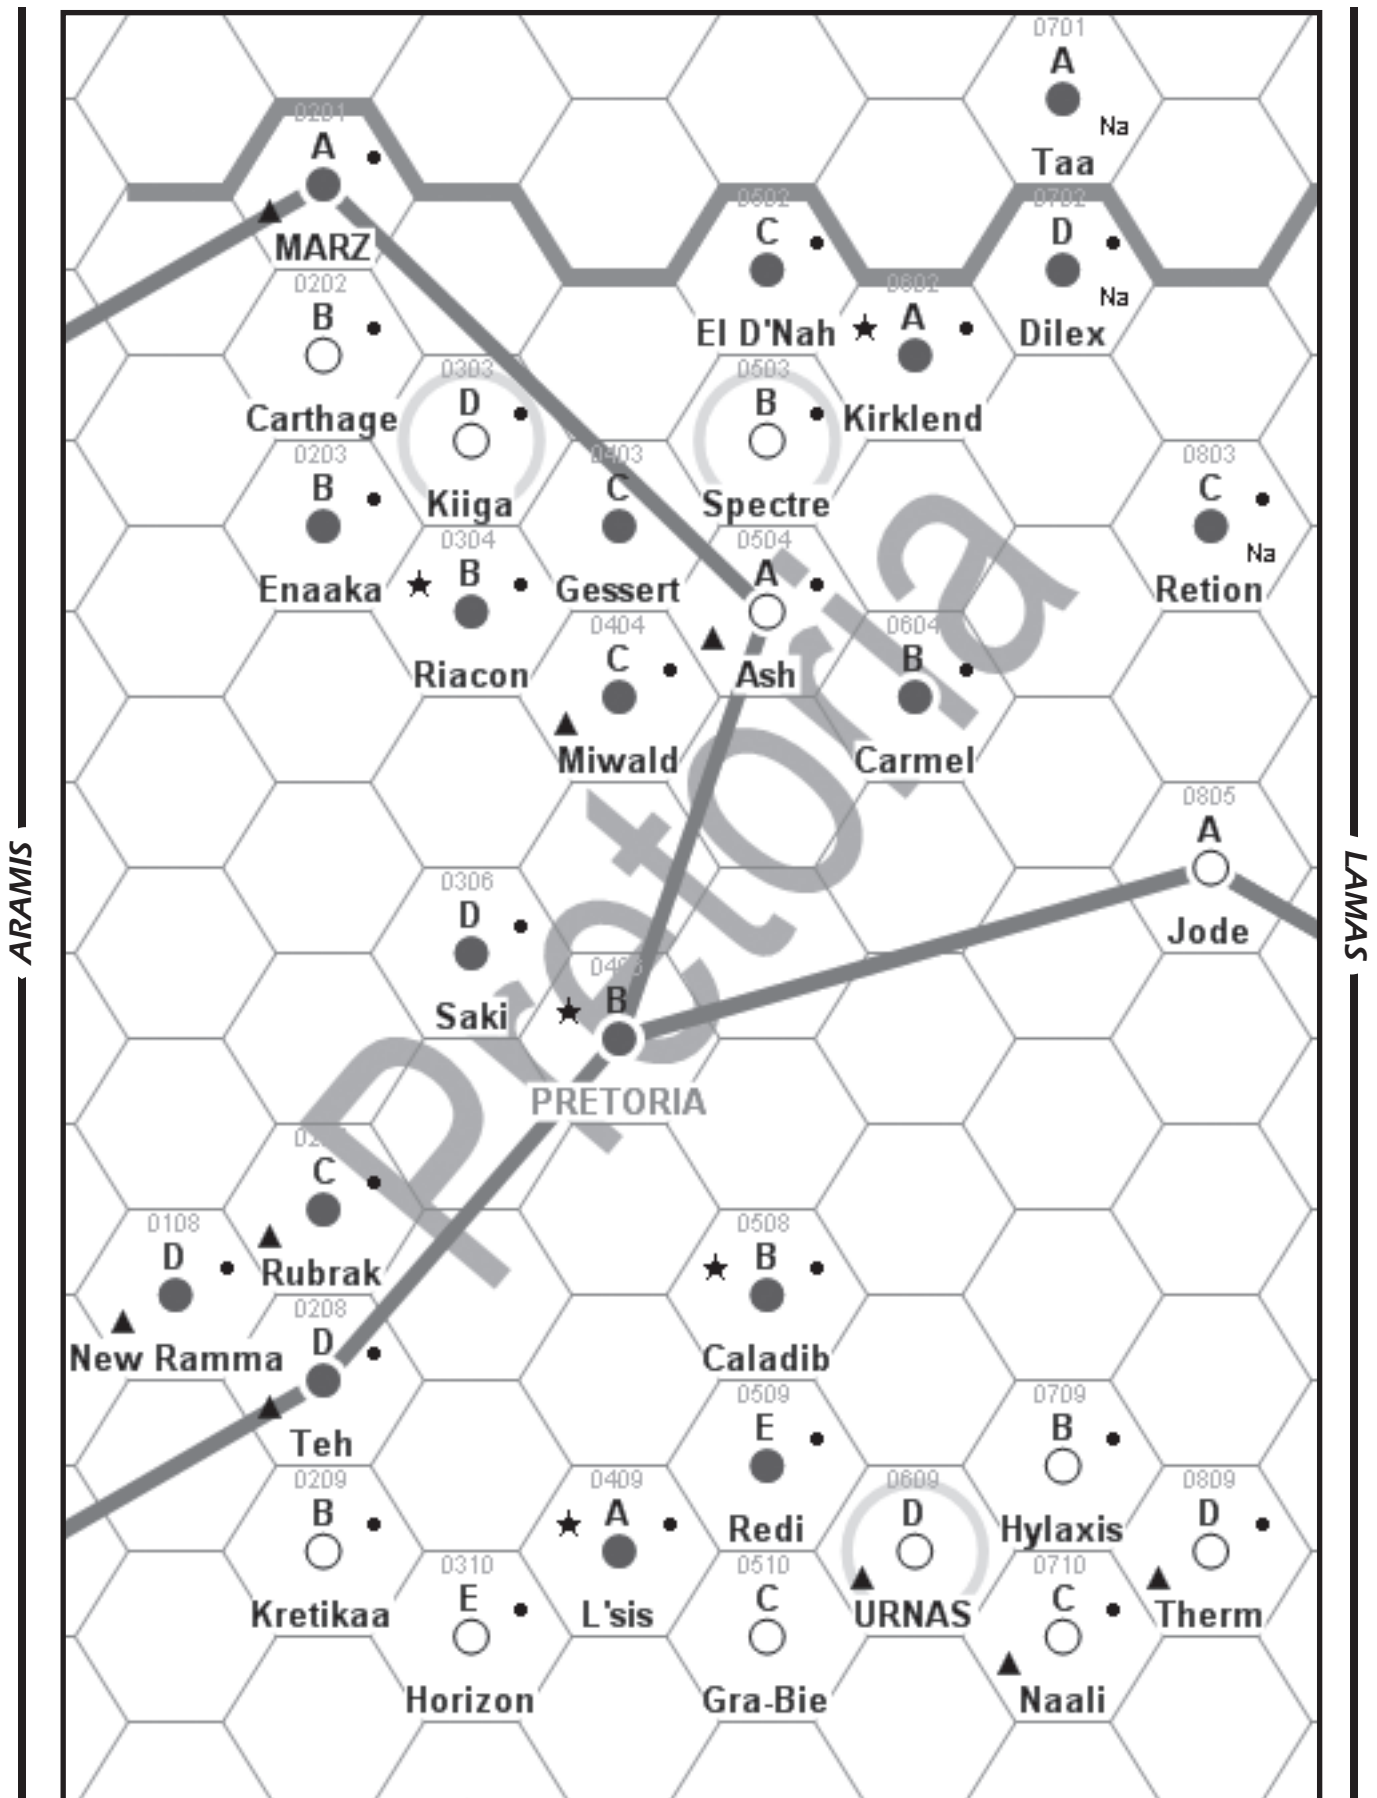 0701
A
Na
Taa
0201
A
MARZ
0502
C
El D'Nah
0702
D
Na
Dilex
0202
B
Carthage
0602
A
Kirklend
0303
D
Kiiga
0503
B
Spectre
0203
B
Enaaka
0403
C
Gessert
0803
C
Na
Retion
0304
B
Riacon
0504
A
Ash
0404
C
Miwald
0604
B
Carmel
Pretoria
0805
A
Jode
ARAMIS
LAMAS
0306
D
Saki
B
PRETORIA
C
Rubrak
0108
D
New Ramma
0508
B
Caladib
0208
D
Teh
0509
E
Redi
0709
B
Hylaxis
0209
B
Kretikaa
0409
A
L'sis
0609
D
URNAS
0809
D
Therm
0310
E
Horizon
0510
C
Gra-Bie
0710
C
Naali